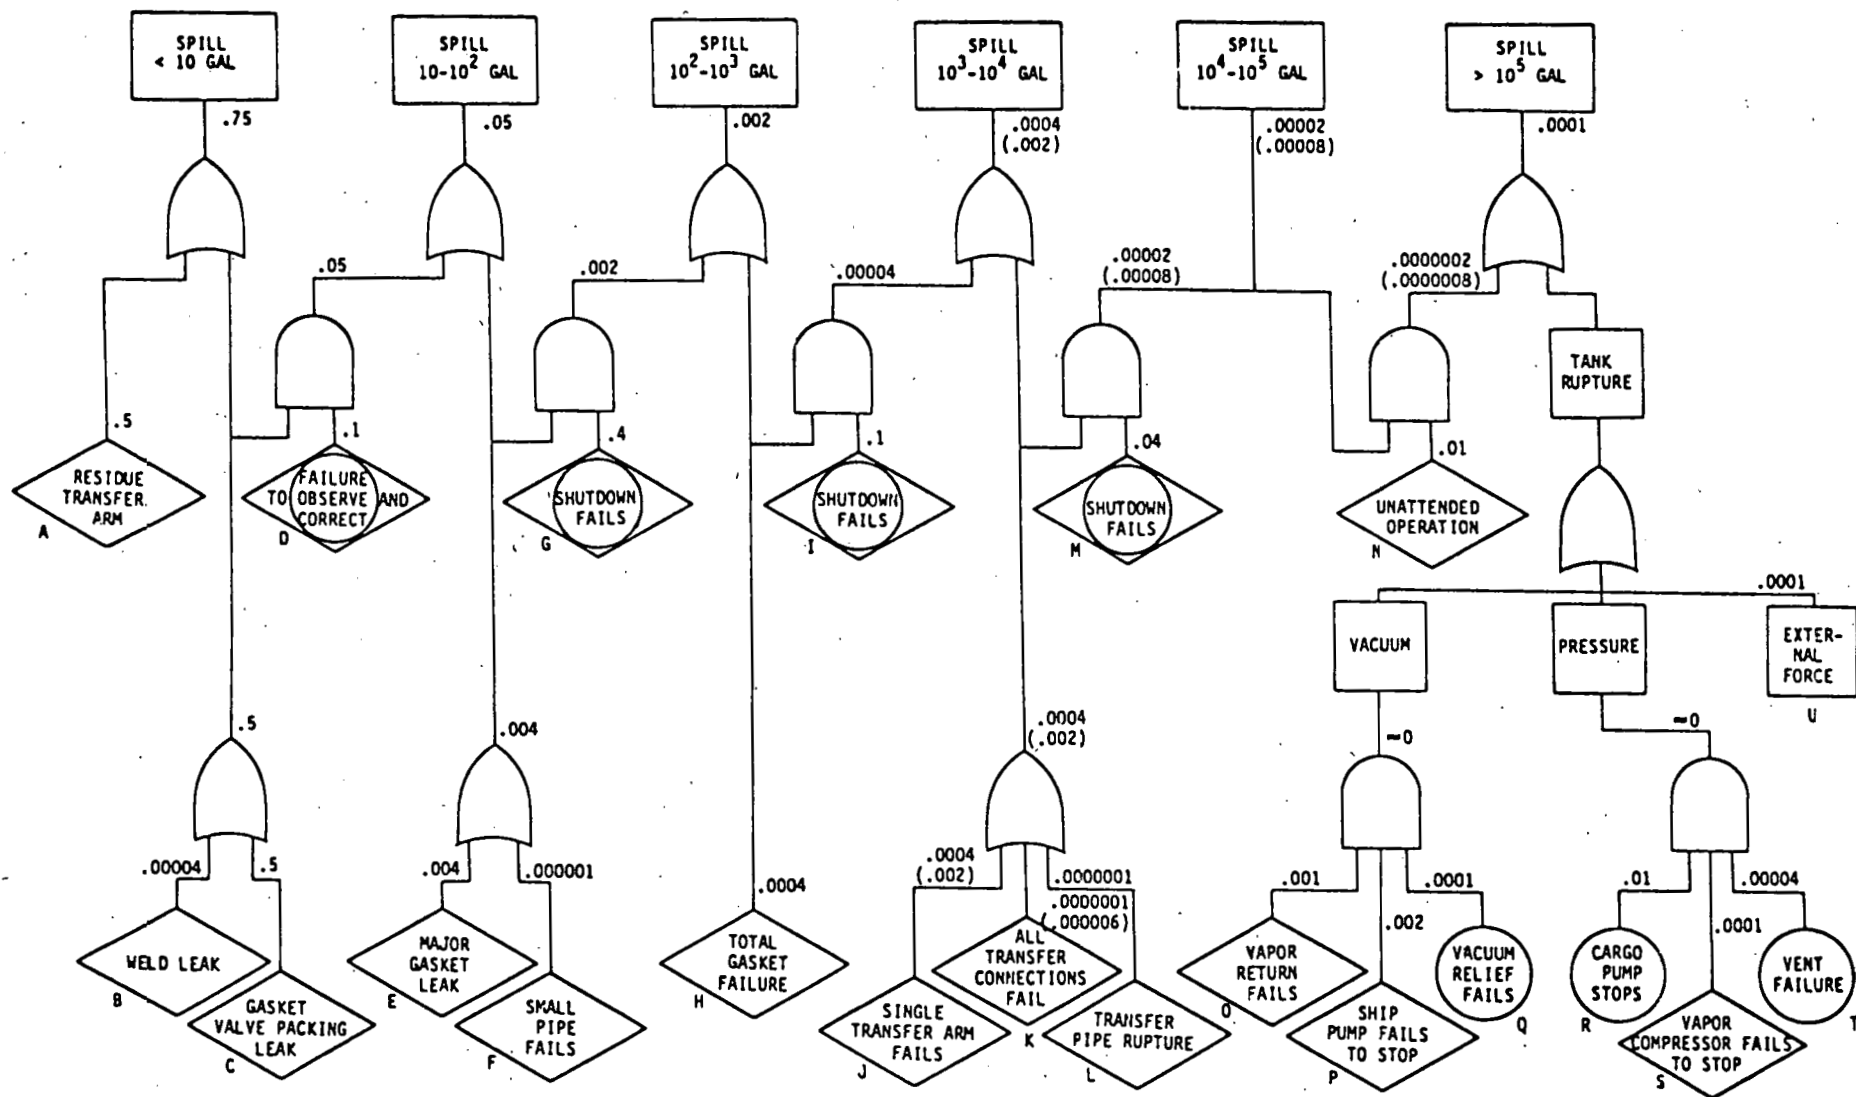 SPILL
< 10 GAL
SPILL
10-10² GAL
SPILL
10²-10³ GAL
SPILL
10³-10⁴ GAL
SPILL
10⁴-10⁵ GAL
SPILL
> 10⁵ GAL
.75
.05
.002
.0004
(.002)
.00002
(.00008)
.0001
.05
.002
.00004
.00002
(.00008)
.0000002
(.0000008)
TANK
RUPTURE
.5
.1
.4
.1
.04
.01
RESIDUE
TRANSFER
ARM
A
FAILURE
TO OBSERVE AND
CORRECT
D
SHUTDOWN
FAILS
G
SHUTDOWN
FAILS
I
SHUTDOWN
FAILS
M
UNATTENDED
OPERATION
N
.0001
VACUUM
PRESSURE
EXTER-
NAL
FORCE
U
.5
.004
.0004
(.002)
≈0
≈0
.00004
.5
.004
.000001
.0004
.0004
(.002)
.0000001
.0000001
(.000006)
.001
.002
.0001
.01
.0001
.00004
WELD LEAK
B
GASKET
VALVE PACKING
LEAK
C
MAJOR
GASKET
LEAK
E
SMALL
PIPE
FAILS
F
TOTAL
GASKET
FAILURE
H
SINGLE
TRANSFER ARM
FAILS
J
ALL
TRANSFER
CONNECTIONS
FAIL
K
TRANSFER
PIPE RUPTURE
L
VAPOR
RETURN
FAILS
O
SHIP
PUMP FAILS
TO STOP
P
VACUUM
RELIEF
FAILS
Q
CARGO
PUMP
STOPS
R
VAPOR
COMPRESSOR FAILS
TO STOP
S
VENT
FAILURE
T